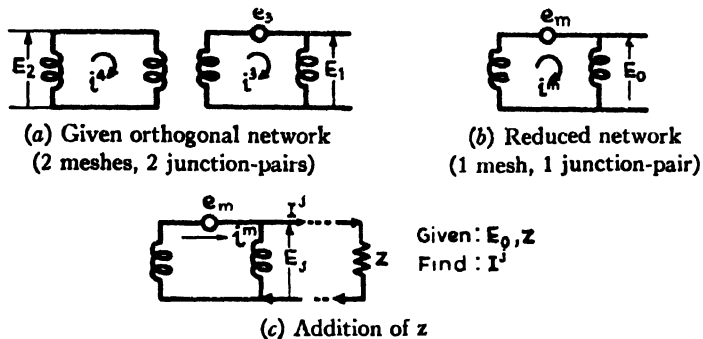 e₃
E₂ i⁴ i³ E₁
(a) Given orthogonal network
(2 meshes, 2 junction-pairs)
eₘ
iᵐ E₀
(b) Reduced network
(1 mesh, 1 junction-pair)
eₘ Iʲ
iᵐ Eⱼ z
Given: E₀, z
Find : Iʲ
(c) Addition of z